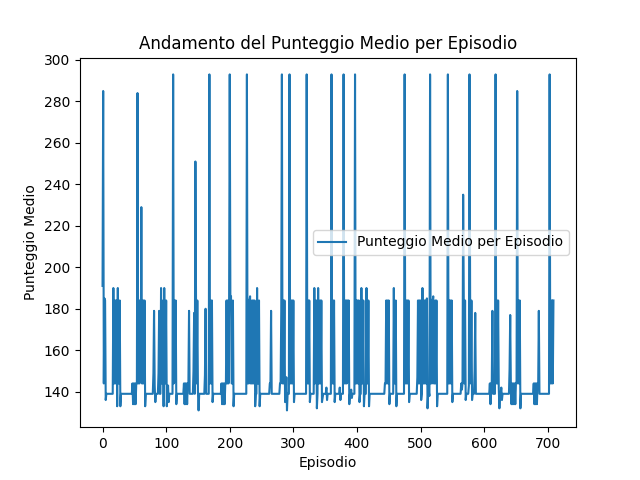 Andamento del Punteggio Medio per Episodio
300
280
260
240
220
200
180
160
140
Punteggio Medio
Punteggio Medio per Episodio
0 100 200 300 400 500 600 700
Episodio